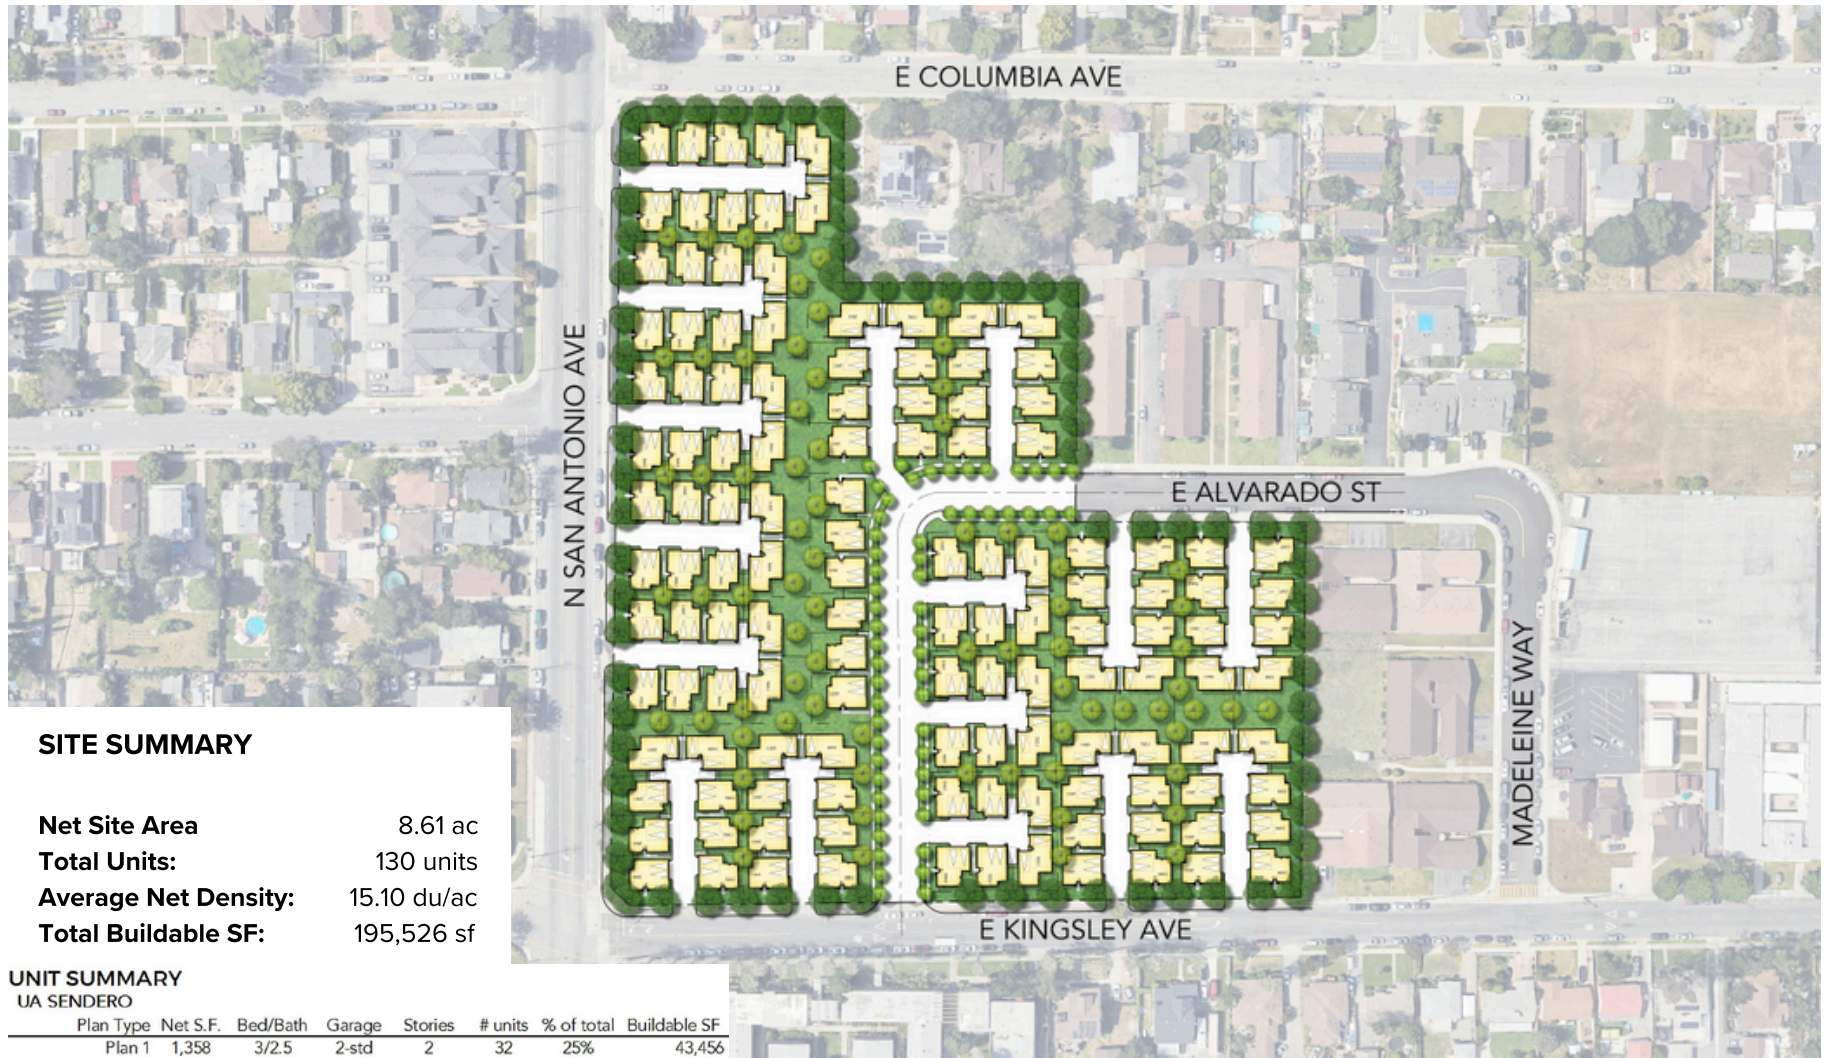 E COLUMBIA AVE
N SAN ANTONIO AVE
E ALVARADO ST
MADELEINE WAY
E KINGSLEY AVE
SITE SUMMARY
Net Site Area 8.61 ac
Total Units: 130 units
Average Net Density: 15.10 du/ac
Total Buildable SF: 195,526 sf
UNIT SUMMARY
UA SENDERO
Plan Type Net S.F. Bed/Bath Garage Stories # units % of total Buildable SF
Plan 1 1,358 3/2.5 2-std 2 32 25% 43,456